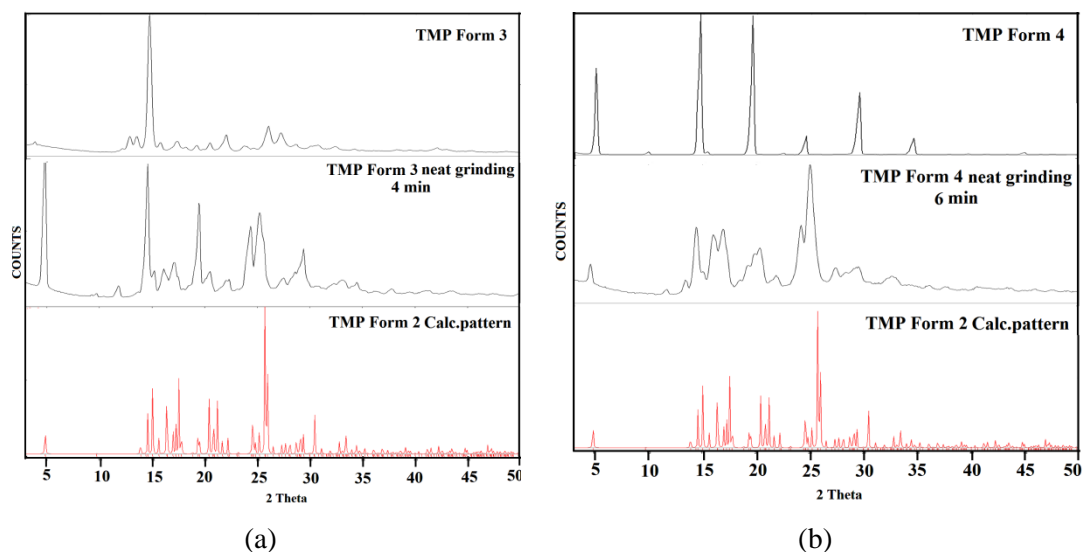 TMP Form 3
TMP Form 3 neat grinding
4 min
TMP Form 2 Calc.pattern
COUNTS
5 10 15 20 25 30 35 40 45 50
2 Theta
(a)
TMP Form 4
TMP Form 4 neat grinding
6 min
TMP Form 2 Calc.pattern
COUNTS
5 10 15 20 25 30 35 40 45 50
2 Theta
(b)